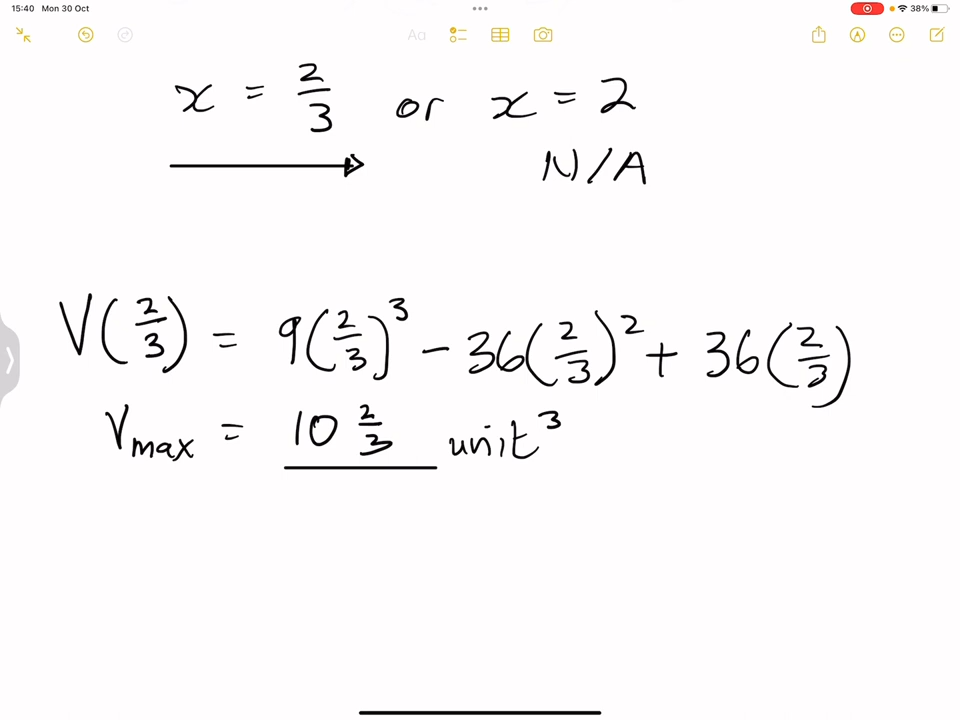 15:40 Mon 30 Oct 38%
Aa
x = 2/3 or x = 2
N/A
V(2/3) = 9(2/3)³ - 36(2/3)² + 36(2/3)
Vmax = 10 2/3 unit³